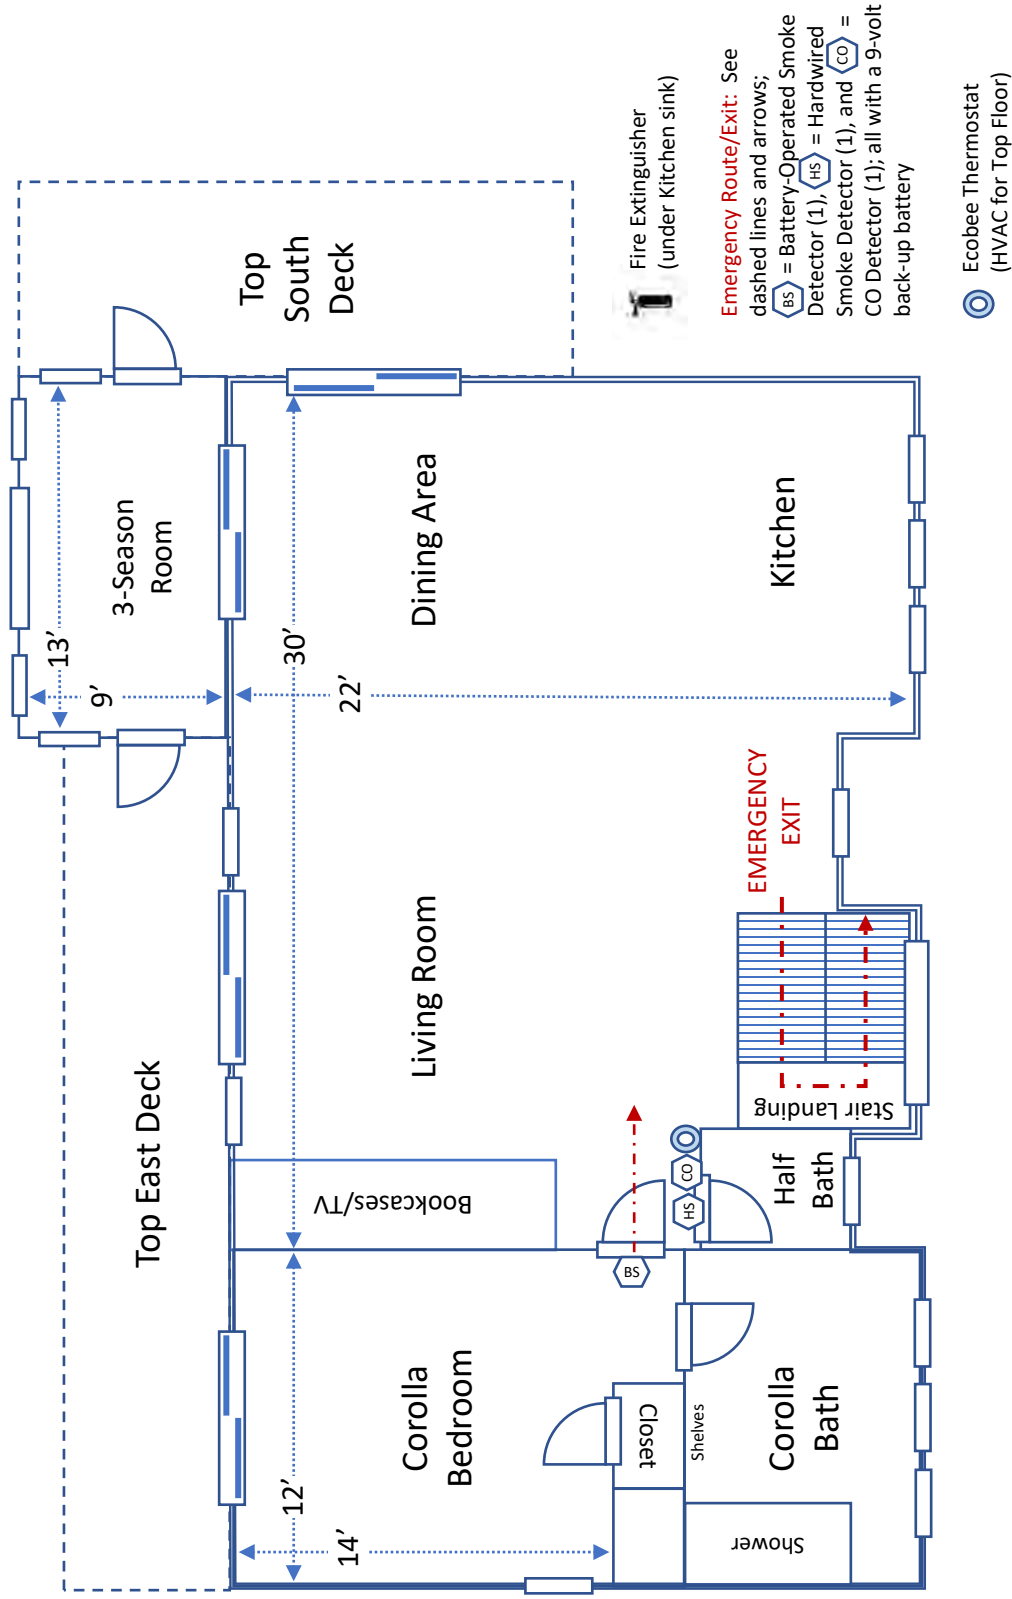 Top East Deck
3-Season
Room
Top
South
Deck
13’
9’
30’
22’
12’
14’
Bookcases/TV
Living Room
Dining Area
Kitchen
Corolla
Bedroom
Closet
Shelves
Corolla
Bath
Shower
BS
HS
CO
Half
Bath
Stair Landing
EMERGENCY
EXIT
Fire Extinguisher
(under Kitchen sink)
Emergency Route/Exit: See
dashed lines and arrows;
BS = Battery-Operated Smoke
Detector (1), HS = Hardwired
Smoke Detector (1), and CO =
CO Detector (1); all with a 9-volt
back-up battery
Ecobee Thermostat
(HVAC for Top Floor)